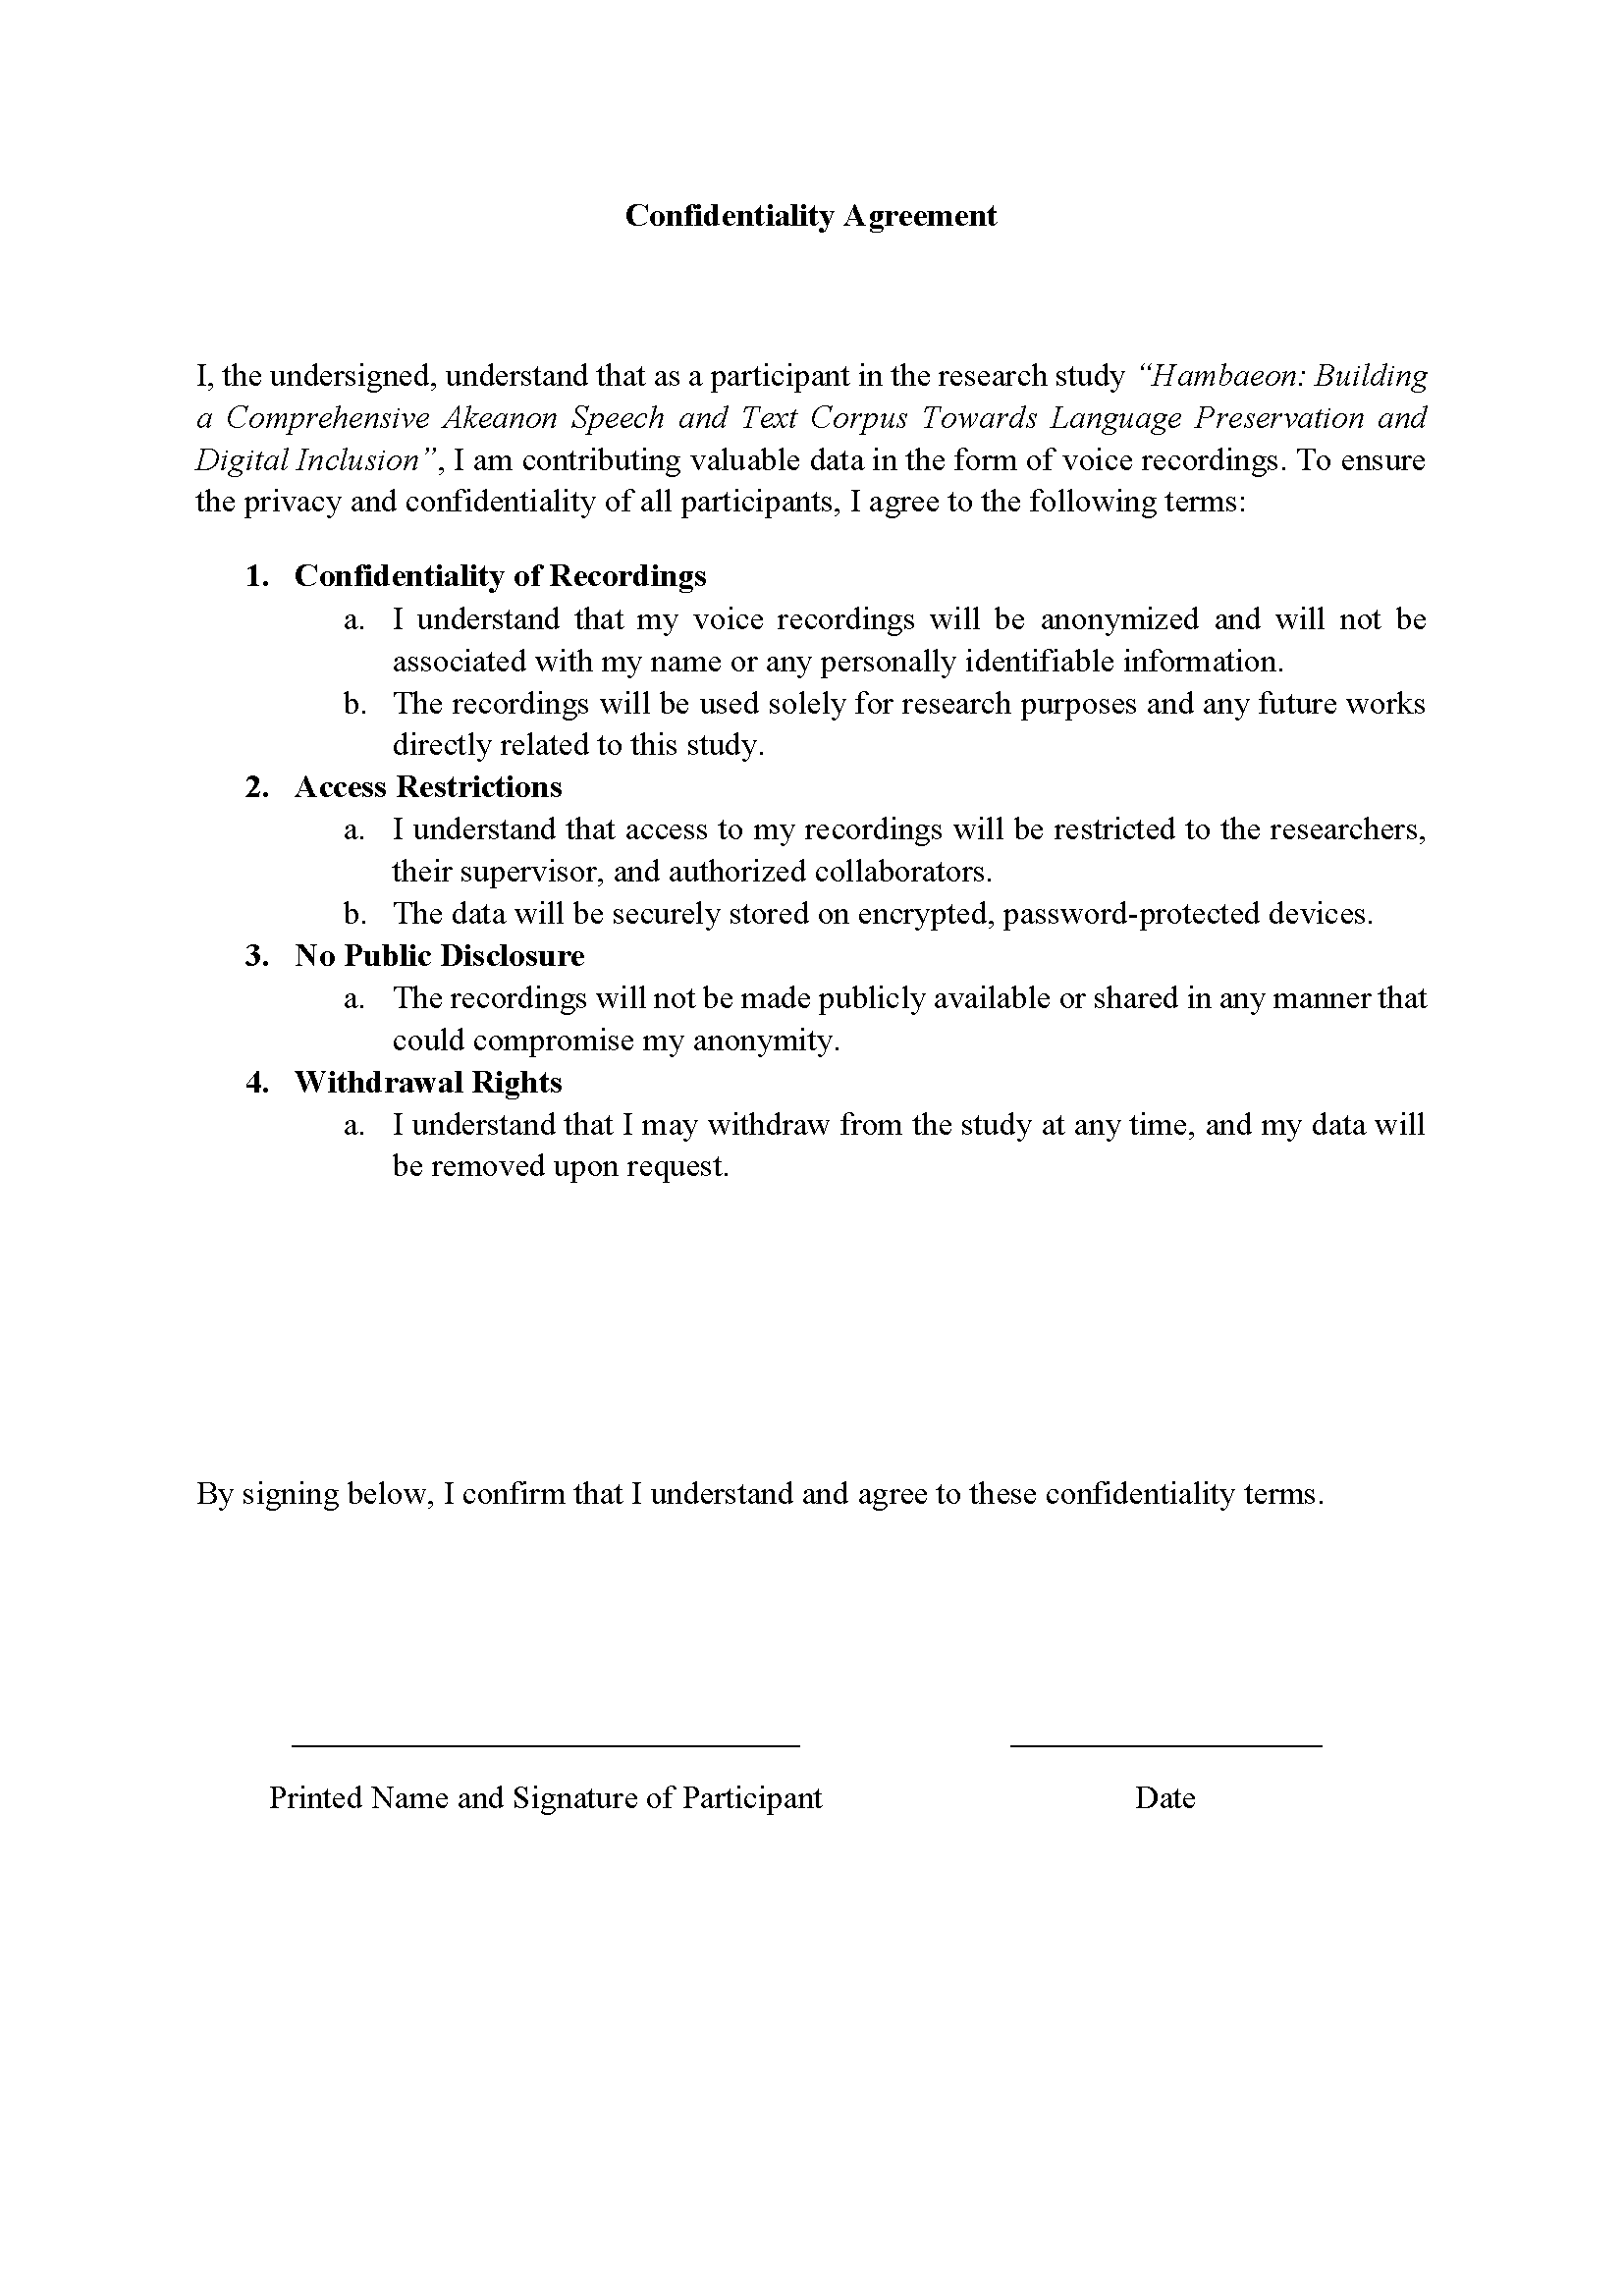 Confidentiality Agreement
I, the undersigned, understand that as a participant in the research study “Hambaeon: Building
a Comprehensive Akeanon Speech and Text Corpus Towards Language Preservation and
Digital Inclusion”, I am contributing valuable data in the form of voice recordings. To ensure
the privacy and confidentiality of all participants, I agree to the following terms:
1. Confidentiality of Recordings
a. I understand that my voice recordings will be anonymized and will not be
associated with my name or any personally identifiable information.
b. The recordings will be used solely for research purposes and any future works
directly related to this study.
2. Access Restrictions
a. I understand that access to my recordings will be restricted to the researchers,
their supervisor, and authorized collaborators.
b. The data will be securely stored on encrypted, password-protected devices.
3. No Public Disclosure
a. The recordings will not be made publicly available or shared in any manner that
could compromise my anonymity.
4. Withdrawal Rights
a. I understand that I may withdraw from the study at any time, and my data will
be removed upon request.
By signing below, I confirm that I understand and agree to these confidentiality terms.
Printed Name and Signature of Participant Date